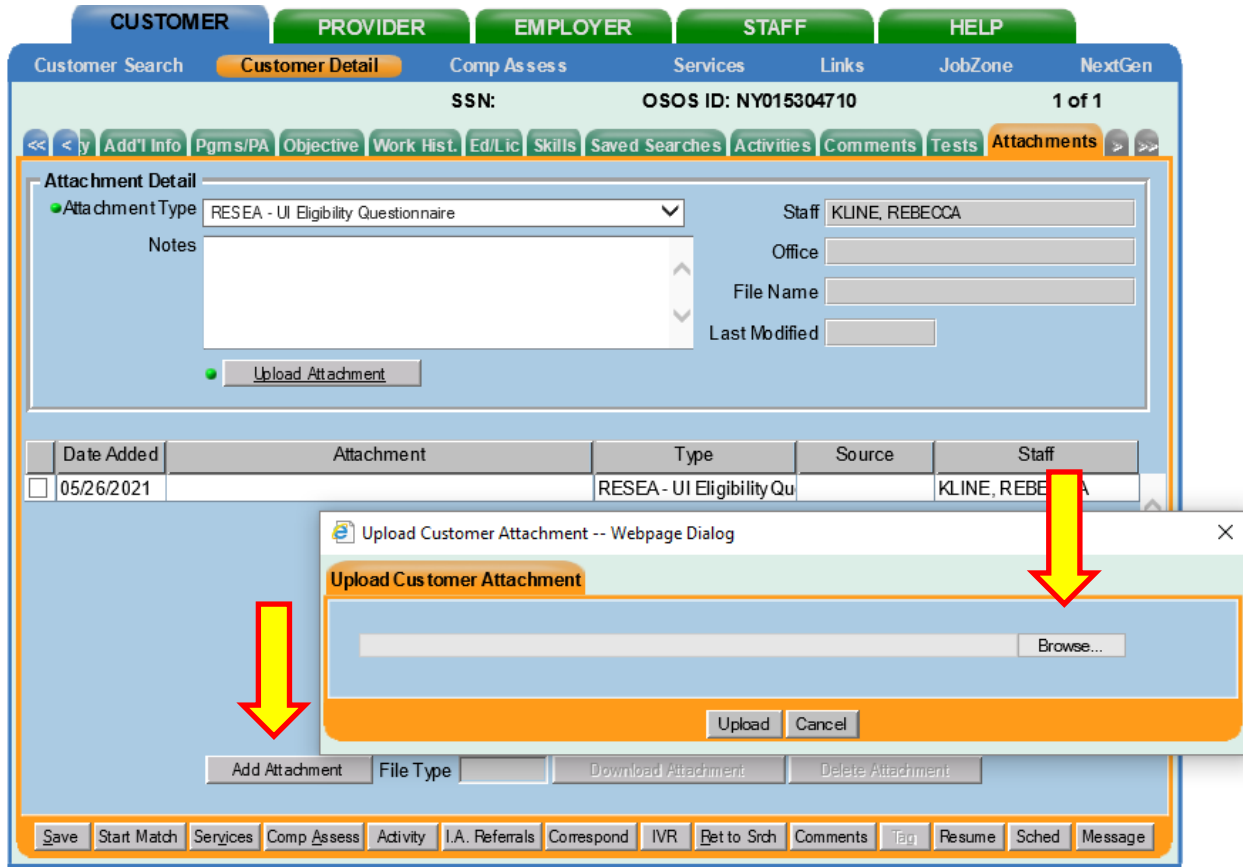 CUSTOMER PROVIDER EMPLOYER STAFF HELP
Customer Search Customer Detail Comp Assess Services Links JobZone NextGen
SSN: OSOS ID: NY015304710 1 of 1
<< < y Add'l Info Pgms/PA Objective Work Hist. Ed/Lic Skills Saved Searches Activities Comments Tests Attachments > >>
Attachment Detail
Attachment Type RESEA - UI Eligibility Questionnaire Staff KLINE, REBECCA
Notes Office
File Name
Last Modified
Upload Attachment
Date Added Attachment Type Source Staff
05/26/2021 RESEA - UI Eligibility Qu KLINE, REBE A
Upload Customer Attachment -- Webpage Dialog
Upload Customer Attachment
Browse...
Upload Cancel
Add Attachment File Type Download Attachment Delete Attachment
Save Start Match Services Comp Assess Activity I.A. Referrals Correspond IVR Ret to Srch Comments Tag Resume Sched Message